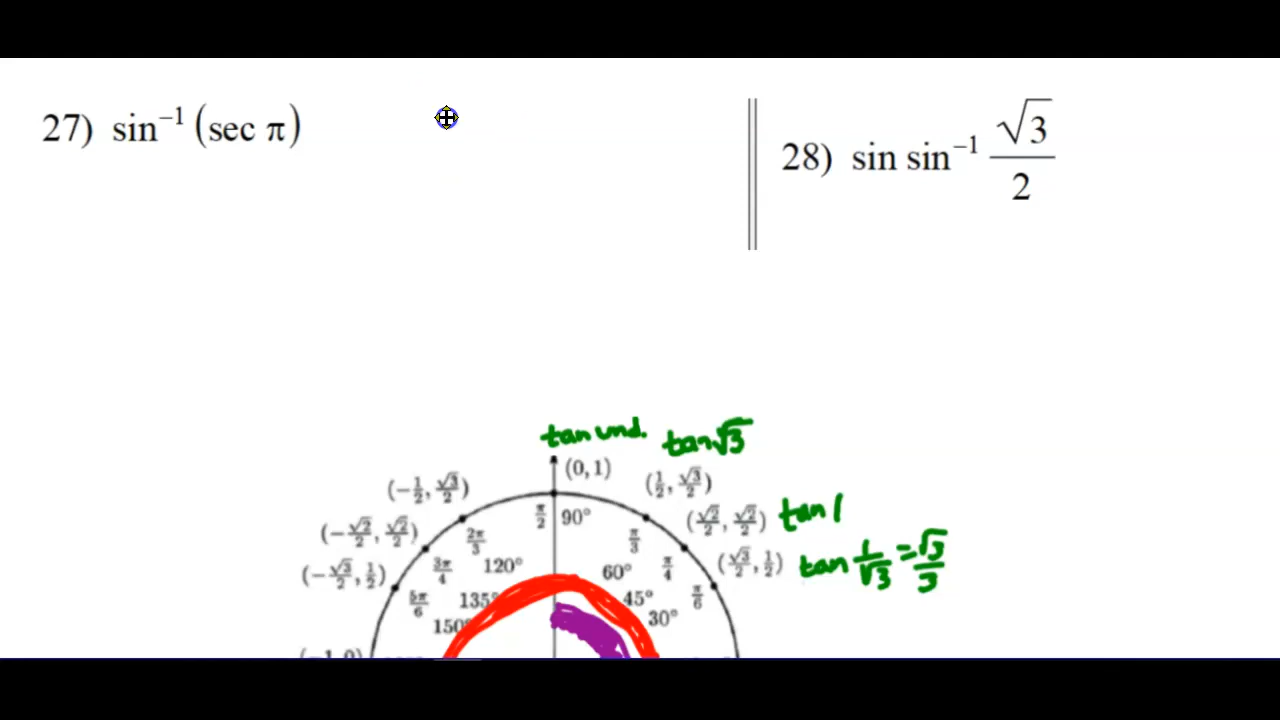 27) sin⁻¹ (sec π)
28) sin sin⁻¹ √3/2
tan und. tan √3
(0, 1)
(-1/2, √3/2)
(1/2, √3/2)
(-√2/2, √2/2)
(√2/2, √2/2) tan 1
(-√3/2, 1/2)
(√3/2, 1/2) tan 1/√3 = √3/3
π/2 90°
2π/3 π/3
3π/4 120° 60° π/4
5π/6 135° 45° π/6
150° 30°
(-1, 0)